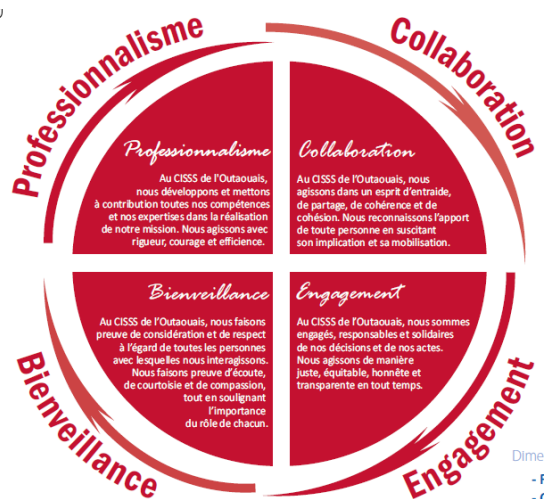 Professionnalisme
Collaboration
Professionnalisme
Au CISSS de l'Outaouais,
nous développons et mettons
à contribution toutes nos compétences
et nos expertises dans la réalisation
de notre mission. Nous agissons avec
rigueur, courage et efficience.
Collaboration
Au CISSS de l'Outaouais, nous
agissons dans un esprit d'entraide,
de partage, de cohérence et de
cohésion. Nous reconnaissons l'apport
de toute personne en suscitant
son implication et sa mobilisation.
Bienveillance
Au CISSS de l'Outaouais, nous faisons
preuve de considération et de respect
à l'égard de toutes les personnes
avec lesquelles nous interagissons.
Nous faisons preuve d'écoute,
de courtoisie et de compassion,
tout en soulignant
l'importance
du rôle de chacun.
Engagement
Au CISSS de l'Outaouais, nous sommes
engagés, responsables et solidaires
de nos décisions et de nos actes.
Nous agissons de manière
juste, équitable, honnête et
transparente en tout temps.
Bienveillance
Engagement
Dime